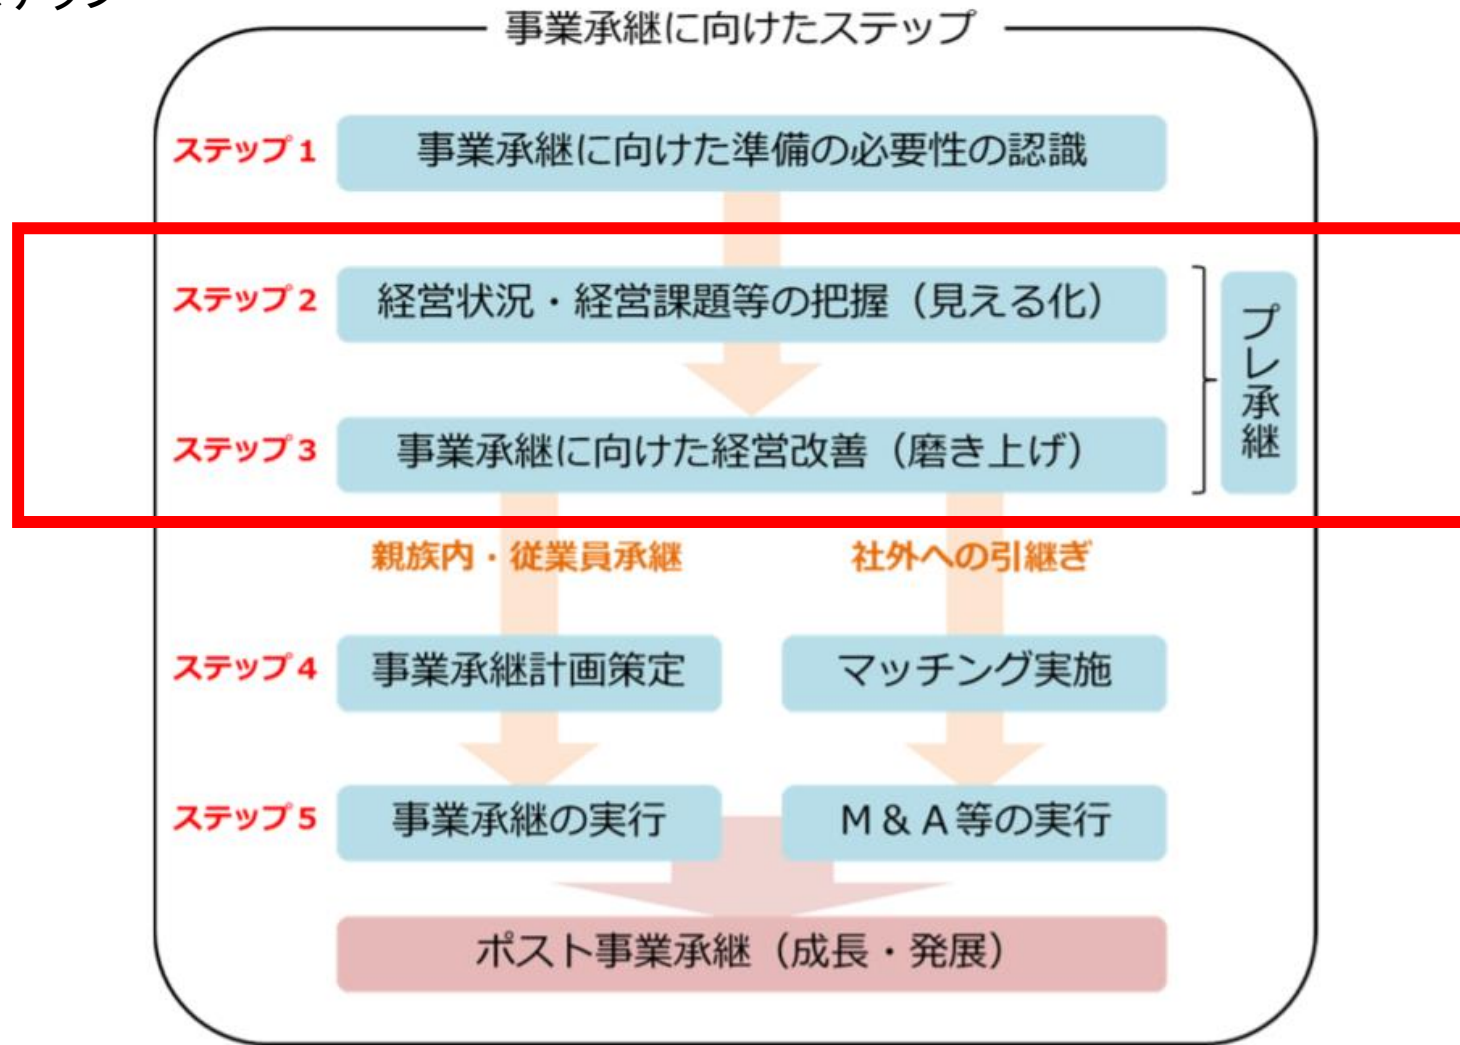 事業承継に向けたステップ
ステップ1 事業承継に向けた準備の必要性の認識
ステップ2 経営状況・経営課題等の把握（見える化）
プレ承継
ステップ3 事業承継に向けた経営改善（磨き上げ）
親族内・従業員承継 社外への引継ぎ
ステップ4 事業承継計画策定 マッチング実施
ステップ5 事業承継の実行 M＆A等の実行
ポスト事業承継（成長・発展）